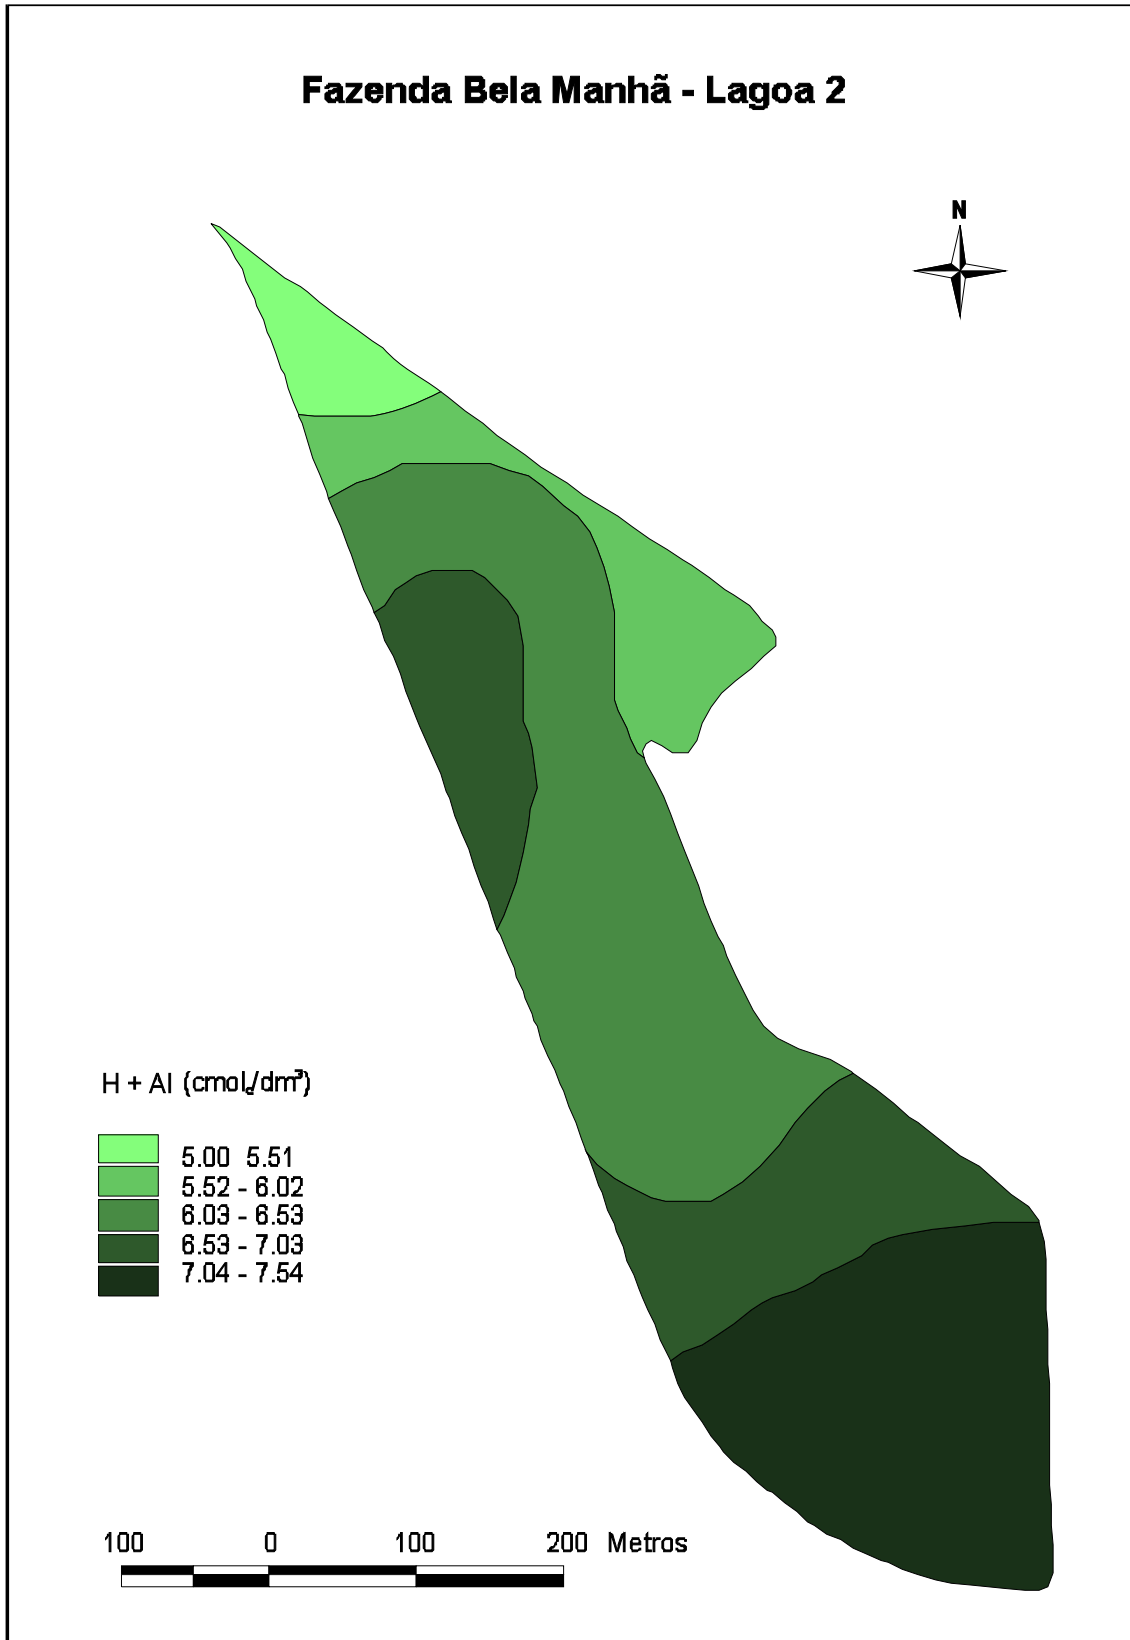 Fazenda Bela Manhã - Lagoa 2
N
H + Al (cmolc/dm³)
5.00 5.51
5.52 - 6.02
6.03 - 6.53
6.53 - 7.03
7.04 - 7.54
100 0 100 200 Metros